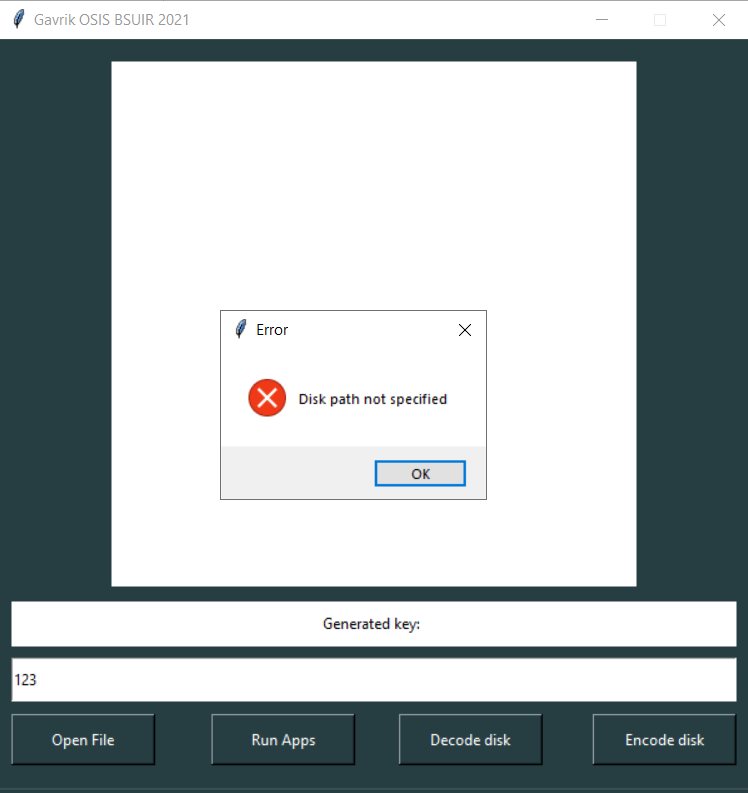 Gavrik OSIS BSUIR 2021
Error
Disk path not specified
OK
Generated key:
123
Open File
Run Apps
Decode disk
Encode disk